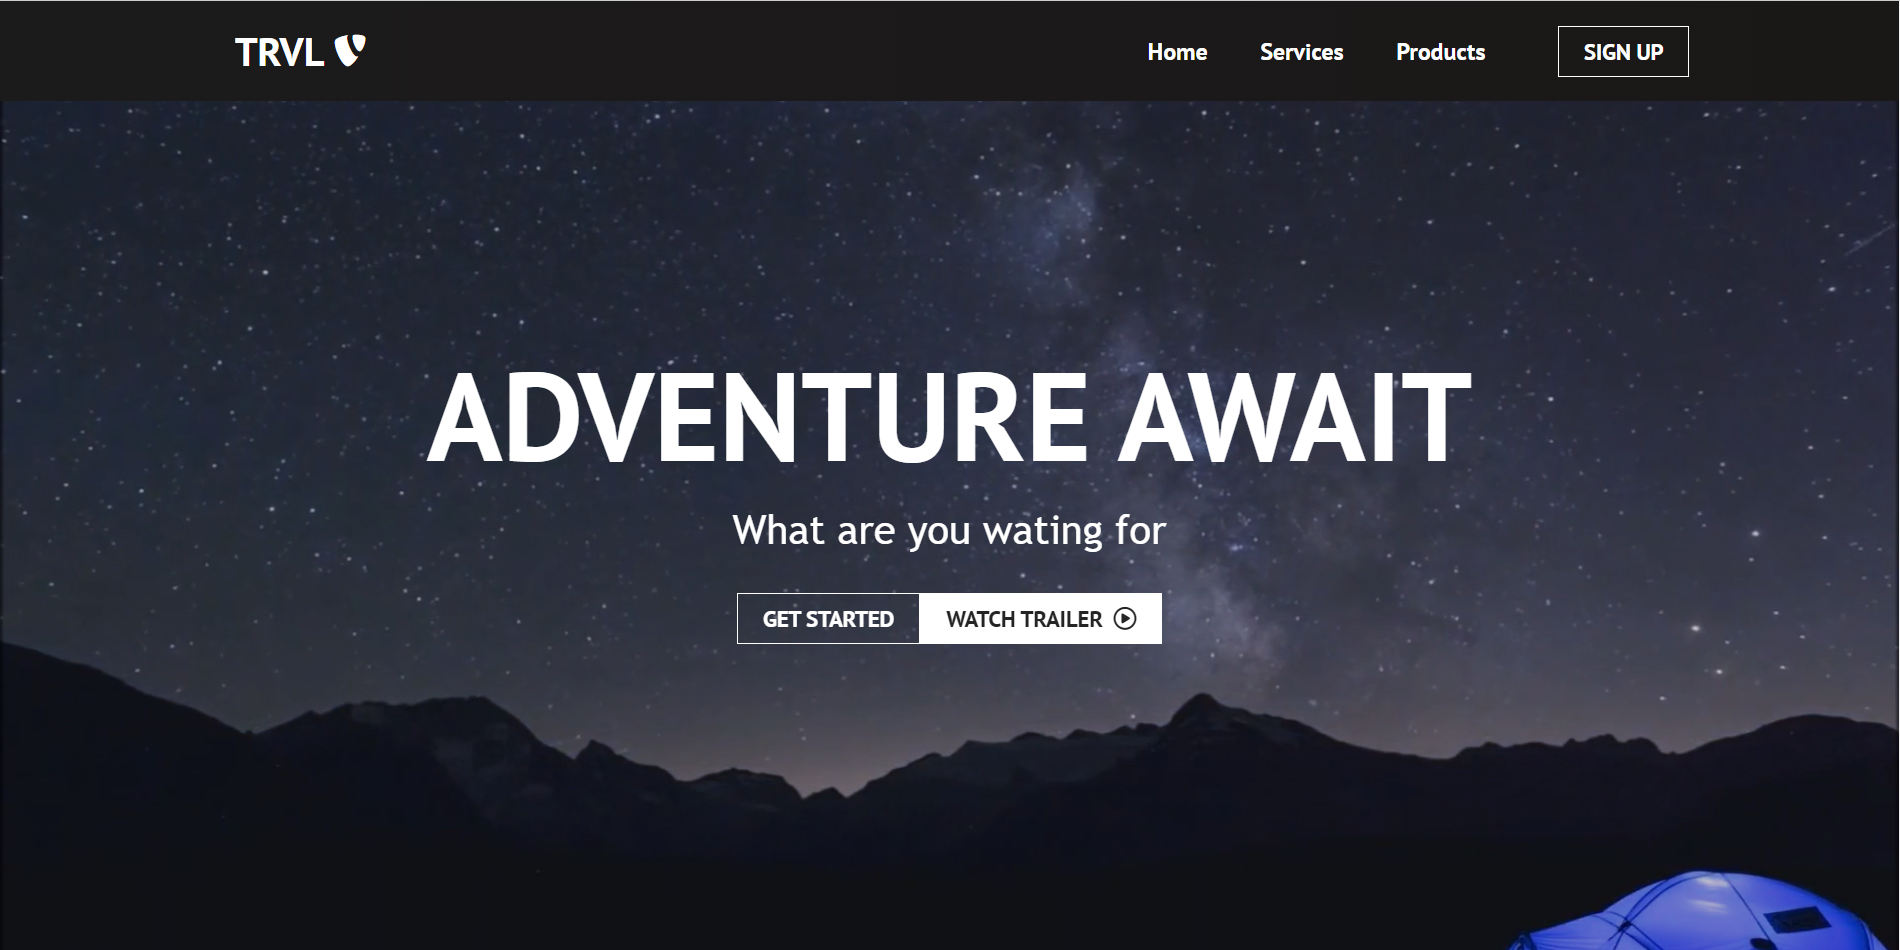 TRVL
Home Services Products SIGN UP
ADVENTURE AWAIT
What are you wating for
GET STARTED WATCH TRAILER